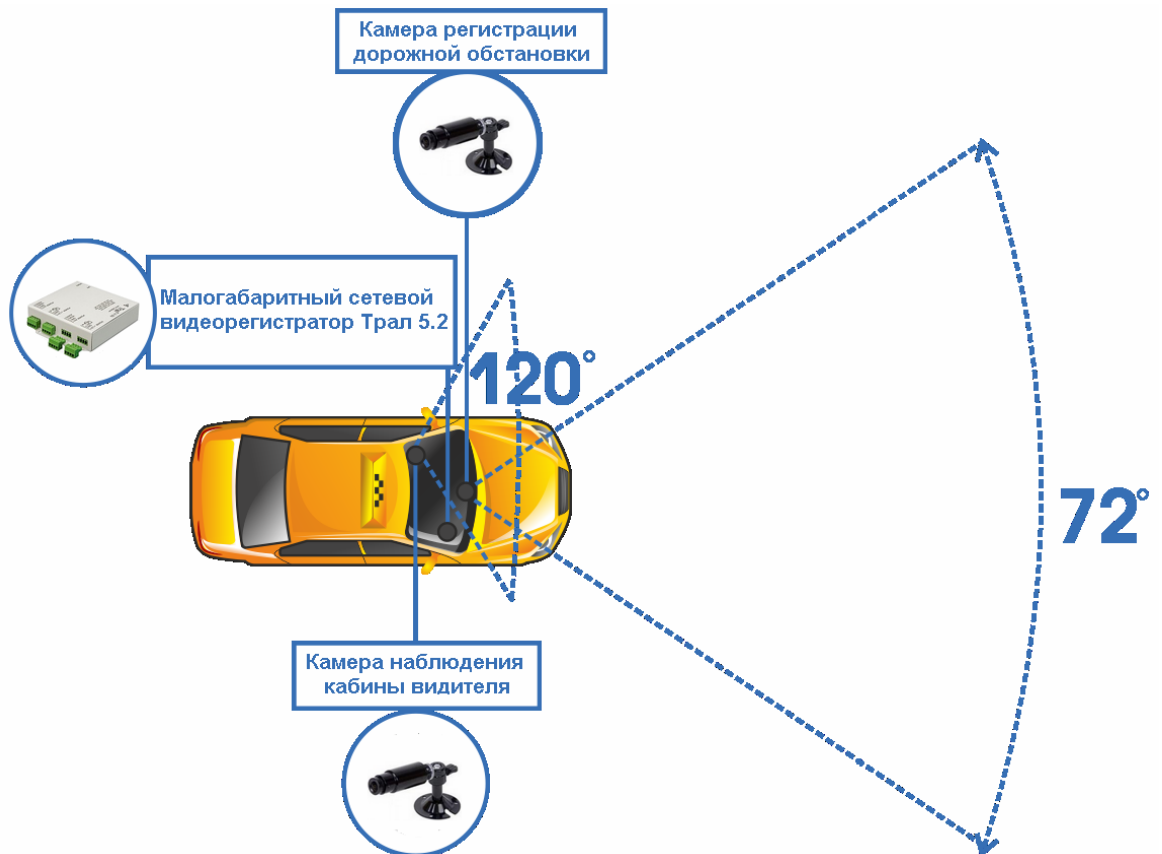 Камера регистрации
дорожной обстановки
Малогабаритный сетевой
видеорегистратор Трал 5.2
120°
72°
Камера наблюдения
кабины видителя